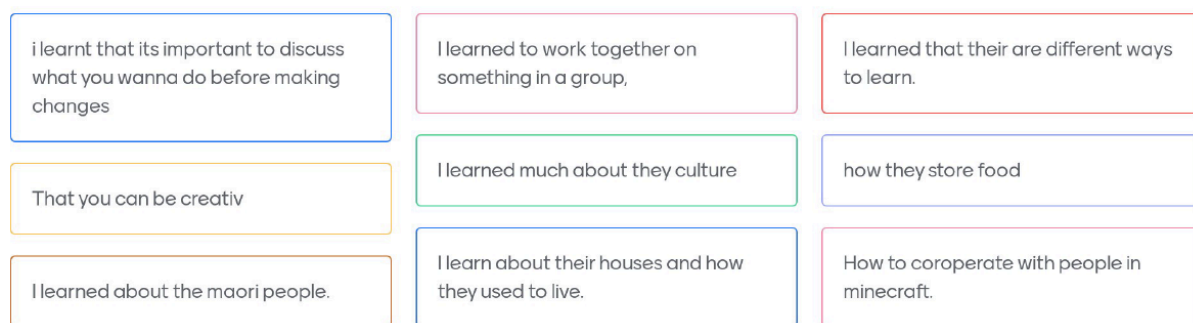 i learnt that its important to discuss
what you wanna do before making
changes
That you can be creativ
I learned about the maori people.
I learned to work together on
something in a group,
I learned much about they culture
I learn about their houses and how
they used to live.
I learned that their are different ways
to learn.
how they store food
How to coroperate with people in
minecraft.